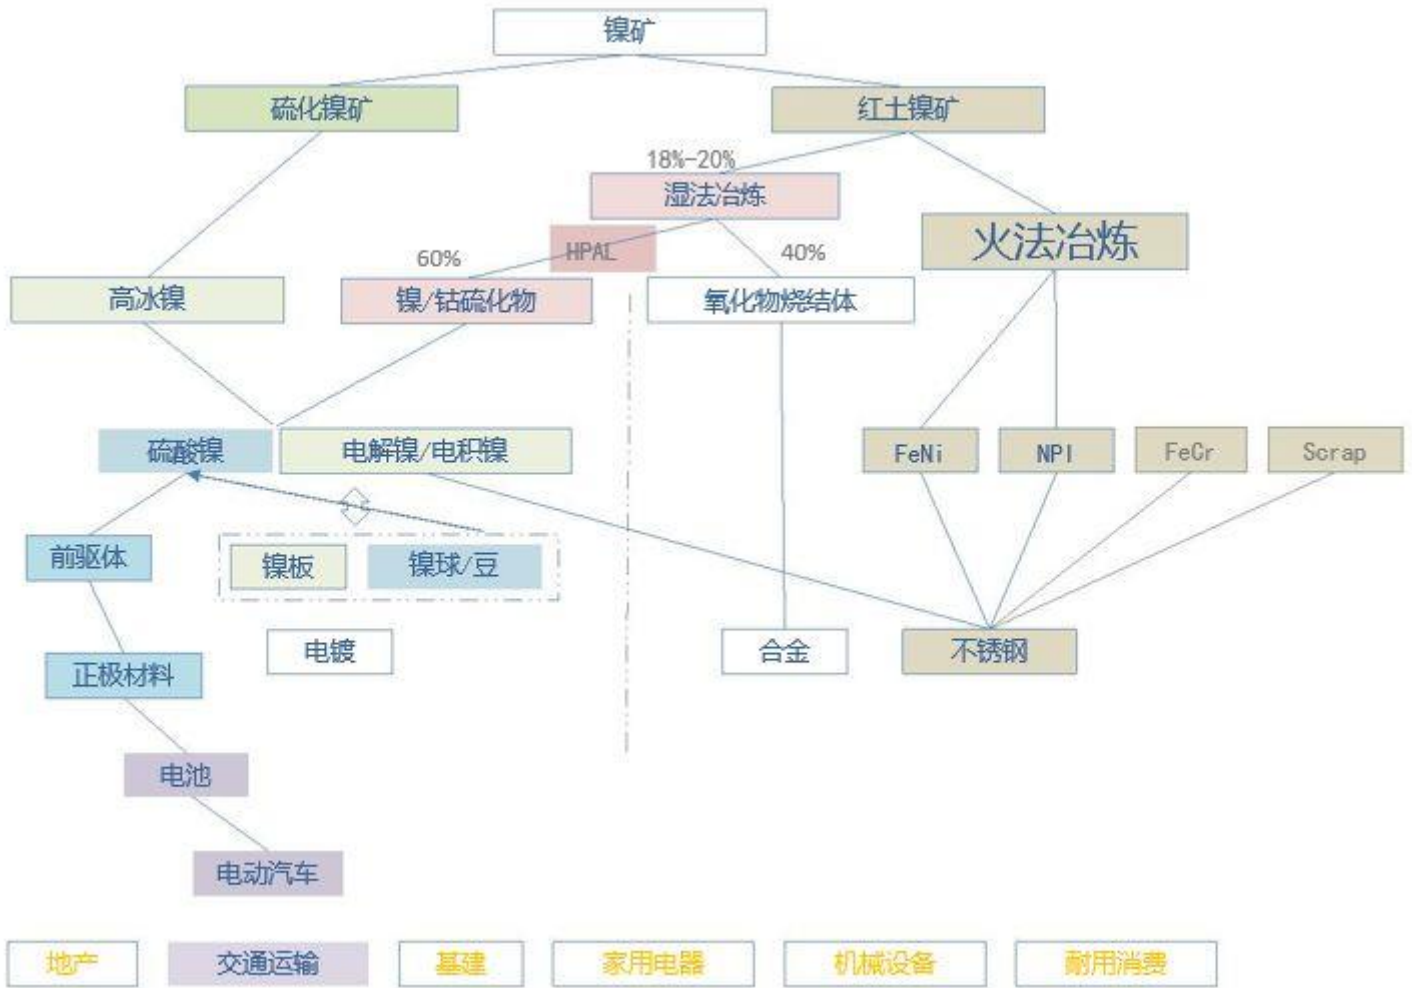 镍矿
硫化镍矿
红土镍矿
18%-20%
湿法冶炼
火法冶炼
HPAL
60%
40%
高冰镍
镍/钴硫化物
氧化物烧结体
硫酸镍
电解镍/电积镍
FeNi
NPI
FeCr
Scrap
前驱体
镍板
镍球/豆
电镀
合金
不锈钢
正极材料
电池
电动汽车
地产
交通运输
基建
家用电器
机械设备
耐用消费